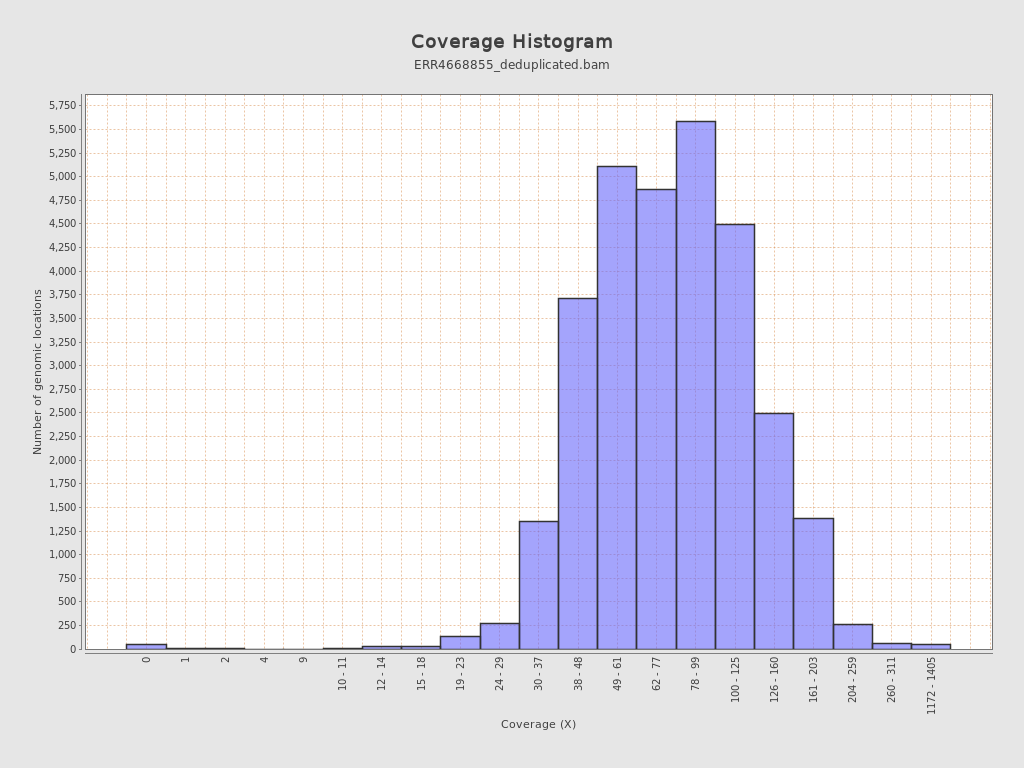 Coverage Histogram
ERR4668855_deduplicated.bam
Number of genomic locations
5,750
5,500
5,250
5,000
4,750
4,500
4,250
4,000
3,750
3,500
3,250
3,000
2,750
2,500
2,250
2,000
1,750
1,500
1,250
1,000
750
500
250
0
0
1
2
4
9
10 - 11
12 - 14
15 - 18
19 - 23
24 - 29
30 - 37
38 - 48
49 - 61
62 - 77
78 - 99
100 - 125
126 - 160
161 - 203
204 - 259
260 - 311
1172 - 1405
Coverage (X)